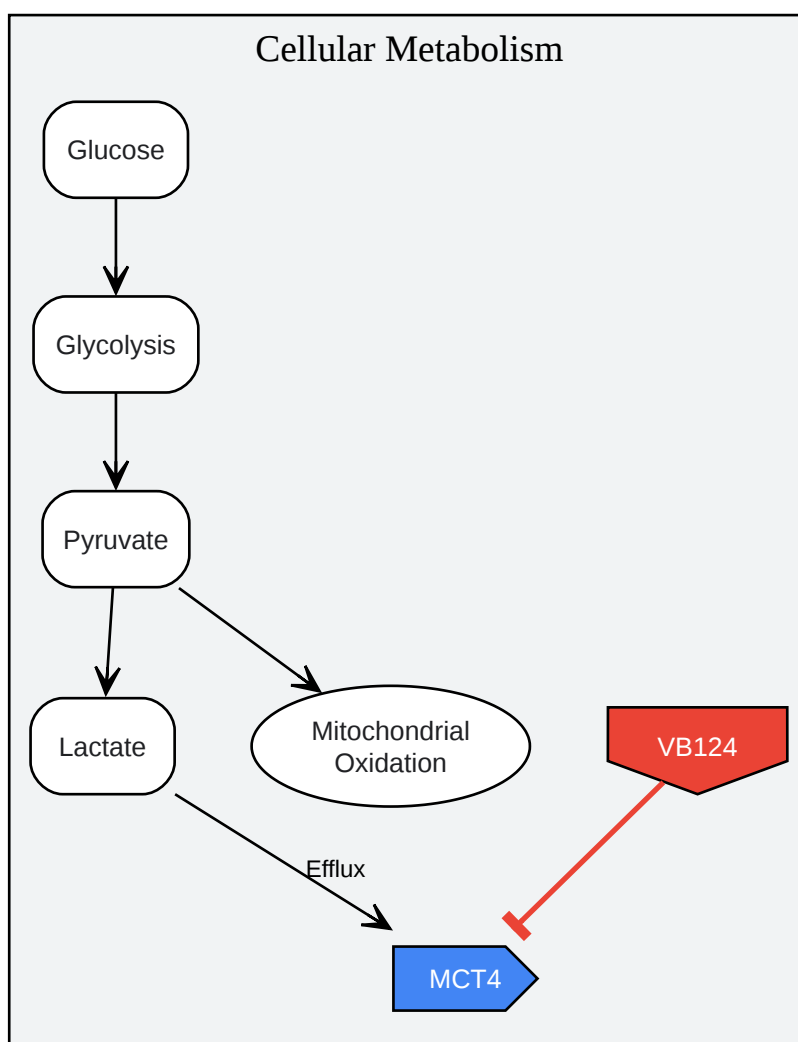 Cellular Metabolism
Glucose
Glycolysis
Pyruvate
Lactate
Mitochondrial
Oxidation
VB124
Efflux
MCT4